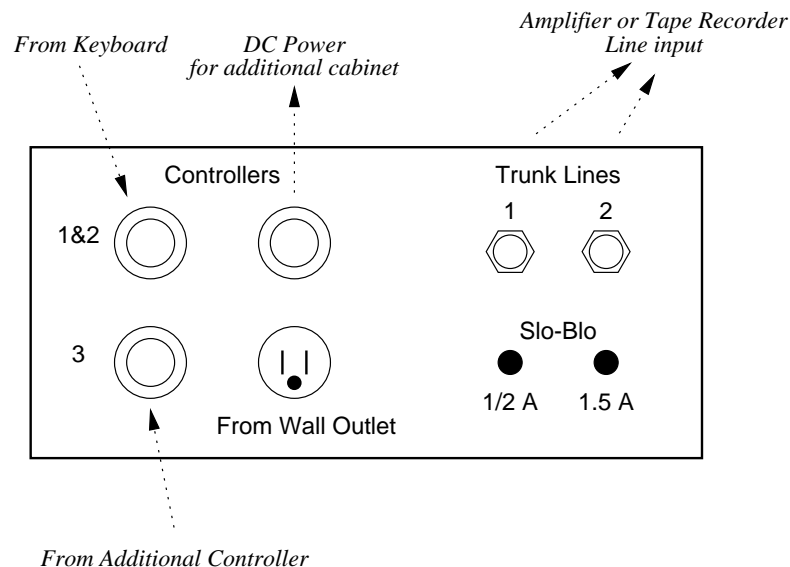 Amplifier or Tape Recorder
Line input
From Keyboard
DC Power
for additional cabinet
Controllers
Trunk Lines
1&2
1
2
3
Slo-Blo
1/2 A
1.5 A
From Wall Outlet
From Additional Controller